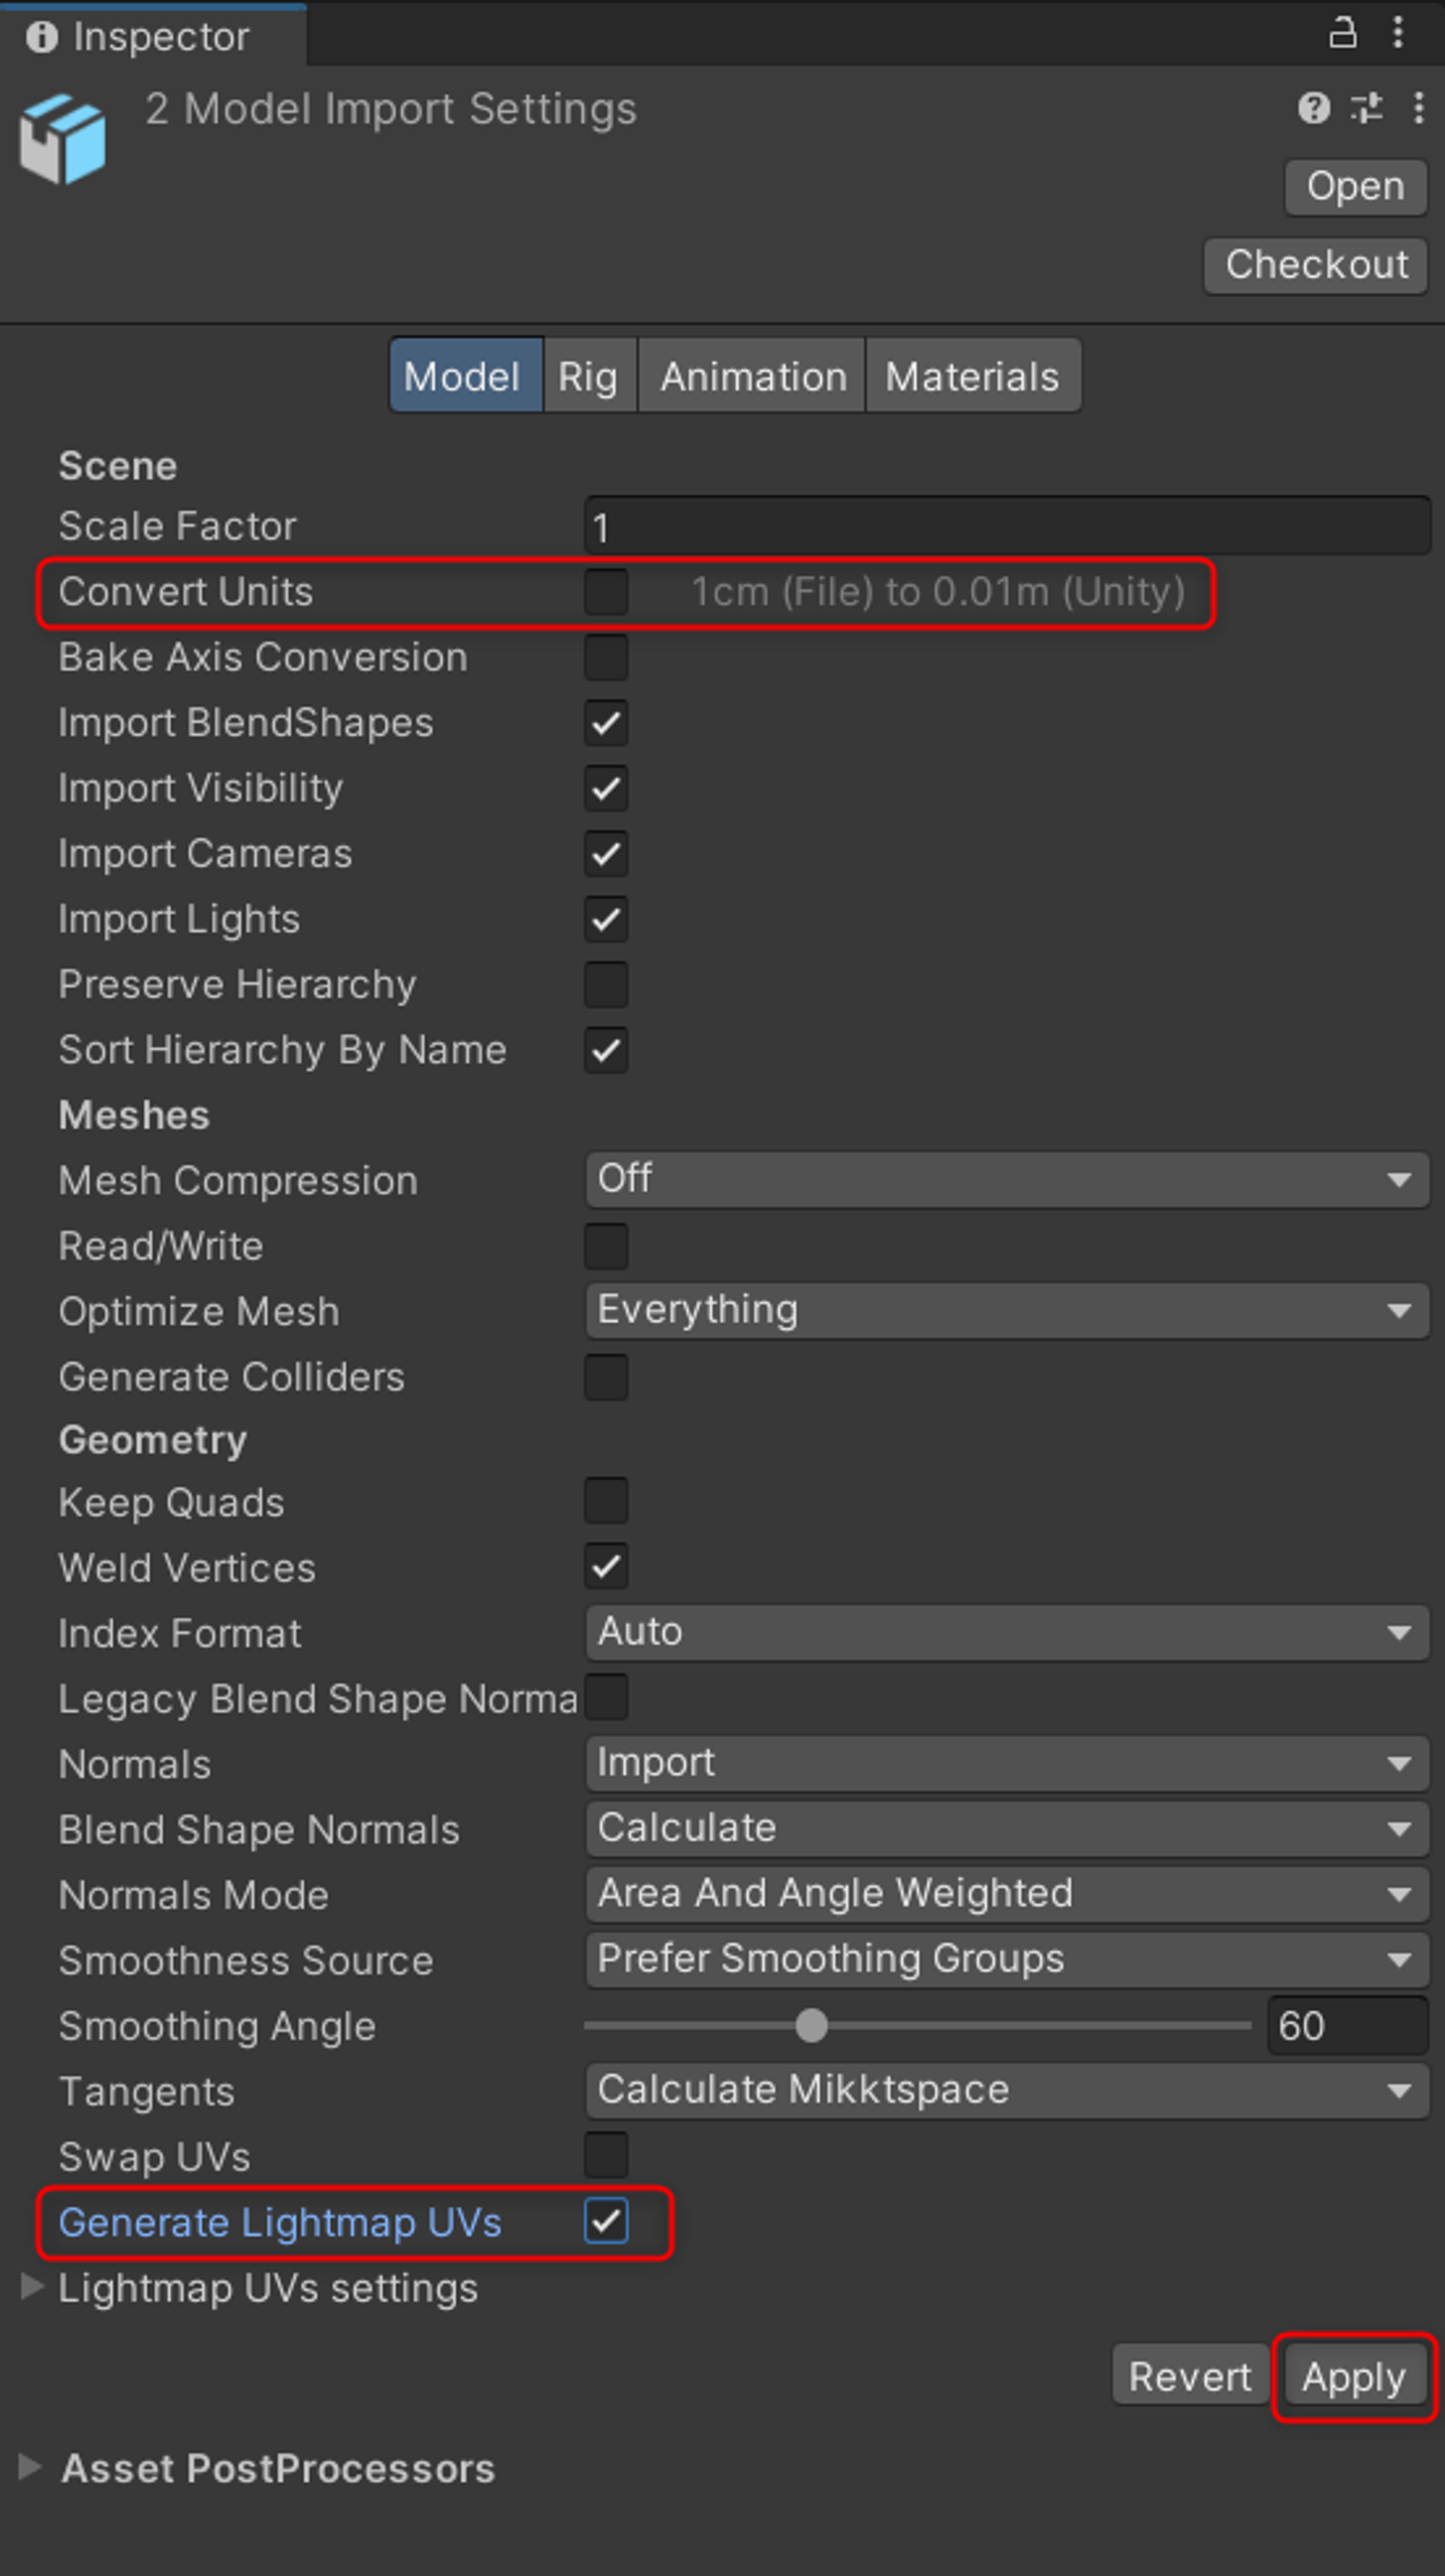 Inspector
2 Model Import Settings
Open
Checkout
Model Rig Animation Materials
Scene
Scale Factor 1
Convert Units 1cm (File) to 0.01m (Unity)
Bake Axis Conversion
Import BlendShapes
Import Visibility
Import Cameras
Import Lights
Preserve Hierarchy
Sort Hierarchy By Name
Meshes
Mesh Compression Off
Read/Write
Optimize Mesh Everything
Generate Colliders
Geometry
Keep Quads
Weld Vertices
Index Format Auto
Legacy Blend Shape Norma
Normals Import
Blend Shape Normals Calculate
Normals Mode Area And Angle Weighted
Smoothness Source Prefer Smoothing Groups
Smoothing Angle 60
Tangents Calculate Mikktspace
Swap UVs
Generate Lightmap UVs
Lightmap UVs settings
Revert Apply
Asset PostProcessors